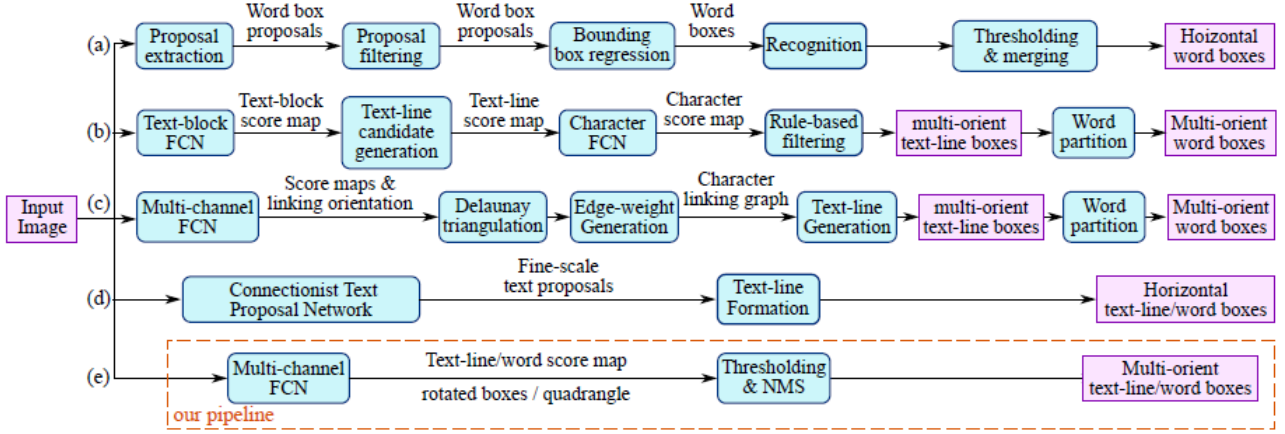 Word box
proposals
Word box
proposals
Word
boxes
(a)
Proposal
extraction
Proposal
filtering
Bounding
box regression
Recognition
Thresholding
& merging
Hoizontal
word boxes
Text-block
score map
Text-line
score map
Character
score map
(b)
Text-block
FCN
Text-line
candidate
generation
Character
FCN
Rule-based
filtering
multi-orient
text-line boxes
Word
partition
Multi-orient
word boxes
Input
Image
Score maps &
linking orientation
Character
linking graph
(c)
Multi-channel
FCN
Delaunay
triangulation
Edge-weight
Generation
Text-line
Generation
multi-orient
text-line boxes
Word
partition
Multi-orient
word boxes
Fine-scale
text proposals
(d)
Connectionist Text
Proposal Network
Text-line
Formation
Horizontal
text-line/word boxes
(e)
Multi-channel
FCN
Text-line/word score map
rotated boxes / quadrangle
Thresholding
& NMS
Multi-orient
text-line/word boxes
our pipeline